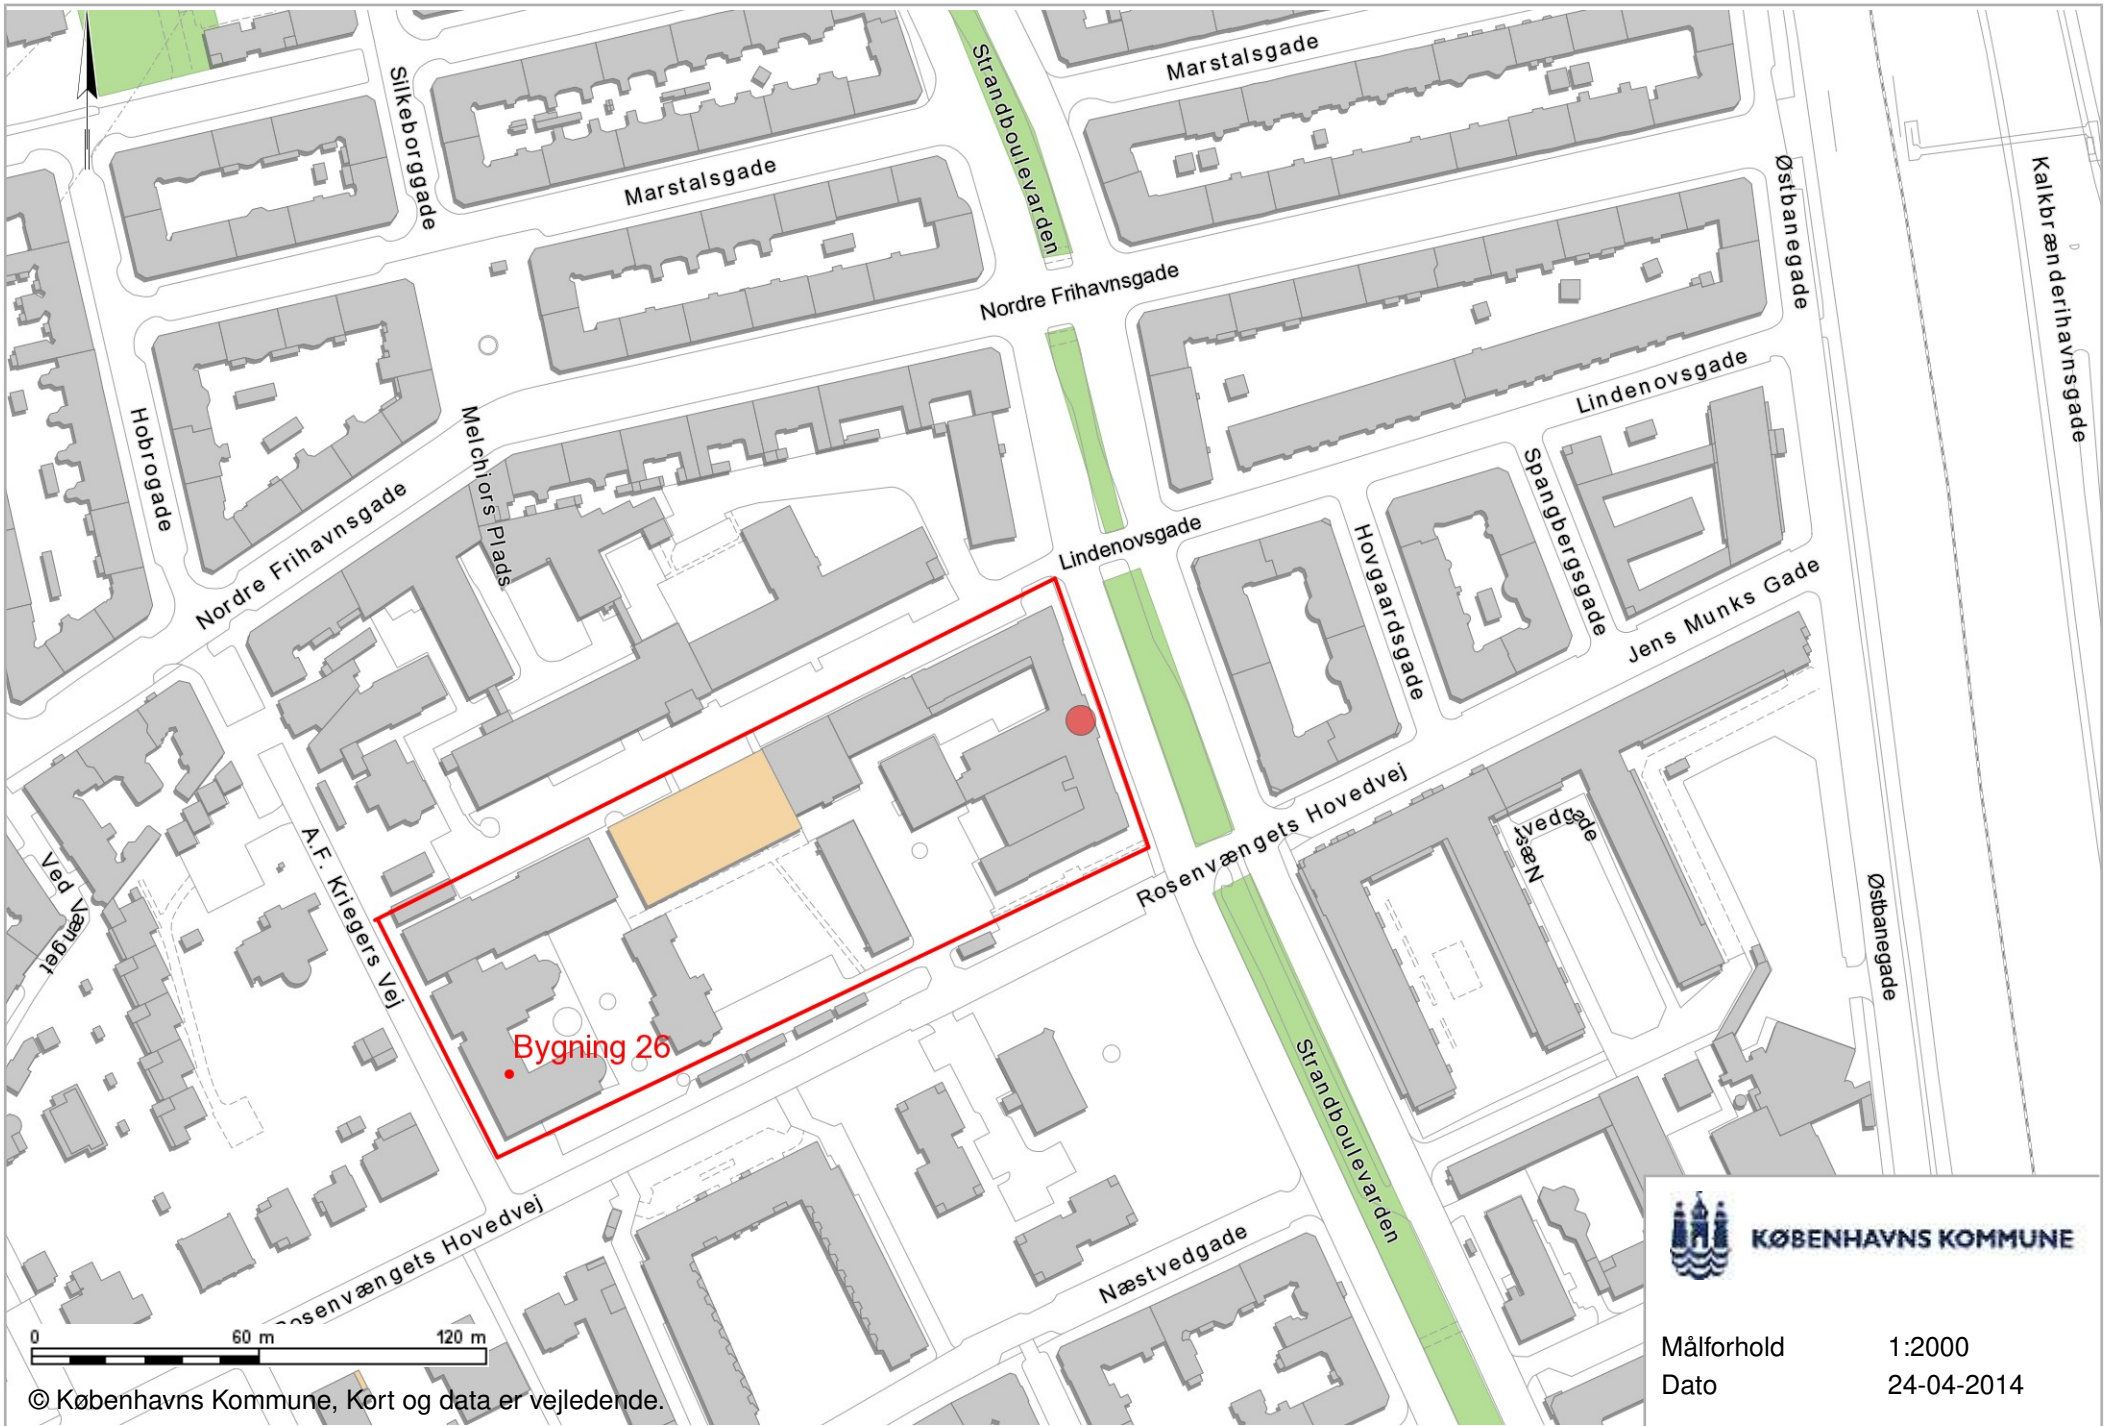 Marstalsgade
Strandboulevarden
Silkeborggade
Marstalsgade
Østbanegade
Kalkbrænderihavnsgade
Nordre Frihavnsgade
Lindenovsgade
Hobrogade
Melchiors Plads
Nordre Frihavnsgade
Lindenovsgade
Hovgaardsgade
Spangbergsgade
Jens Munks Gade
A.F. Kriegers Vej
Ved Vænget
Rosenvængets Hovedvej
Næstvedgade
Østbanegade
Bygning 26
Strandboulevarden
Rosenvængets Hovedvej
Næstvedgade
KØBENHAVNS KOMMUNE
Målforhold 1:2000
Dato 24-04-2014
0 60 m 120 m
© Københavns Kommune, Kort og data er vejledende.